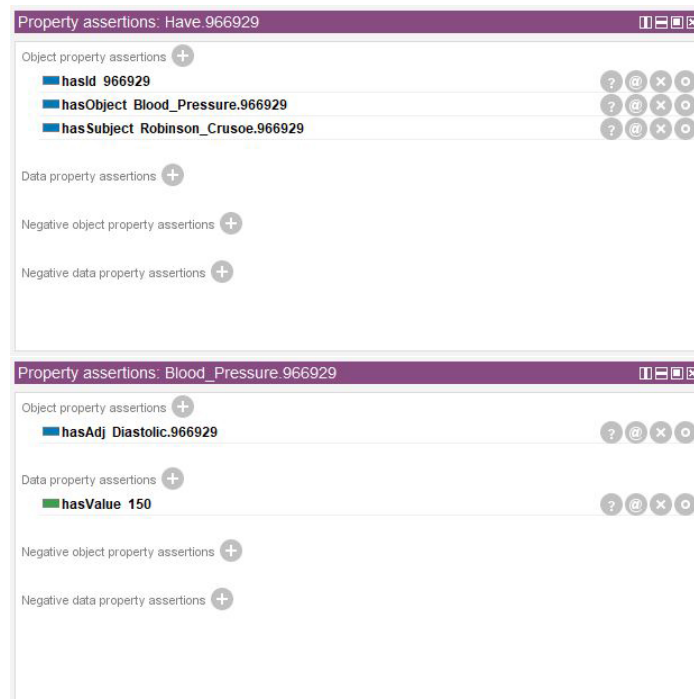 Property assertions: Have.966929
Object property assertions
hasId 966929
hasObject Blood_Pressure.966929
hasSubject Robinson_Crusoe.966929
Data property assertions
Negative object property assertions
Negative data property assertions
Property assertions: Blood_Pressure.966929
Object property assertions
hasAdj Diastolic.966929
Data property assertions
hasValue 150
Negative object property assertions
Negative data property assertions